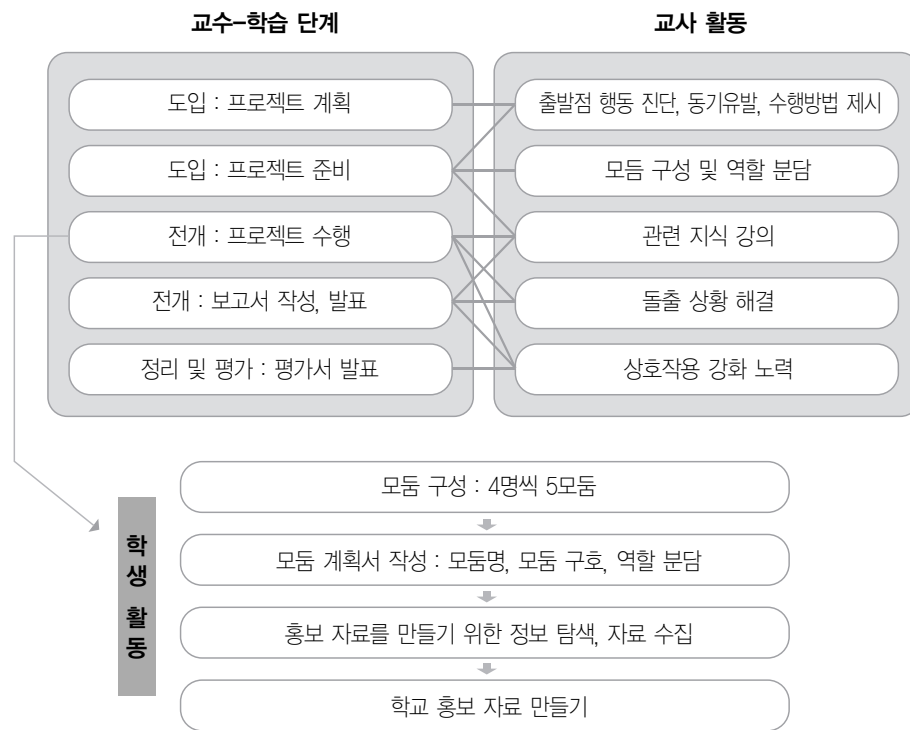 교수-학습 단계
교사 활동
도입 : 프로젝트 계획
출발점 행동 진단, 동기유발, 수행방법 제시
도입 : 프로젝트 준비
모듬 구성 및 역할 분담
전개 : 프로젝트 수행
관련 지식 강의
전개 : 보고서 작성, 발표
돌출 상황 해결
정리 및 평가 : 평가서 발표
상호작용 강화 노력
학생 활동
모둠 구성 : 4명씩 5모둠
모둠 계획서 작성 : 모둠명, 모둠 구호, 역할 분담
홍보 자료를 만들기 위한 정보 탐색, 자료 수집
학교 홍보 자료 만들기